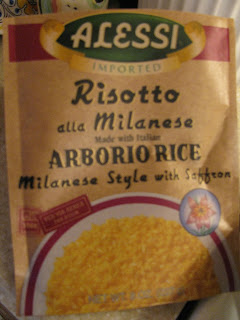 ALESSI
IMPORTED
Risotto
alla Milanese
Made with Italian
ARBORIO RICE
Milanese Style with Saffron